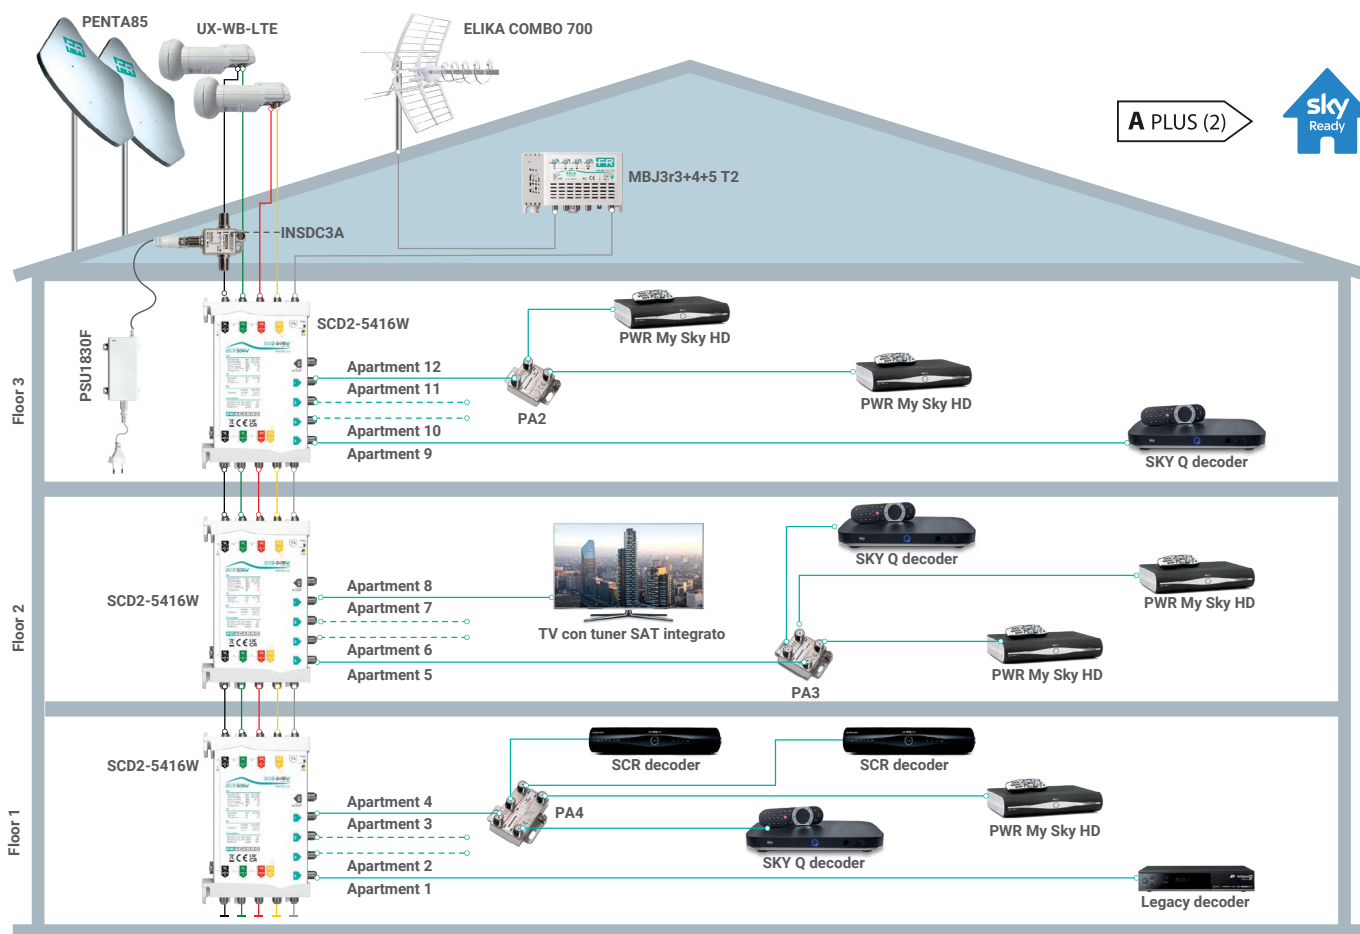 PENTA85
UX-WB-LTE
ELIKA COMBO 700
A PLUS (2)
sky
Ready
MBJ3r3+4+5 T2
INSDC3A
SCD2-5416W
PSU1830F
Floor 3
Apartment 12
Apartment 11
Apartment 10
Apartment 9
PA2
PWR My Sky HD
PWR My Sky HD
SKY Q decoder
Floor 2
SCD2-5416W
Apartment 8
Apartment 7
Apartment 6
Apartment 5
TV con tuner SAT integrato
PA3
SKY Q decoder
PWR My Sky HD
PWR My Sky HD
Floor 1
SCD2-5416W
Apartment 4
Apartment 3
Apartment 2
Apartment 1
PA4
SCR decoder
SCR decoder
PWR My Sky HD
SKY Q decoder
Legacy decoder